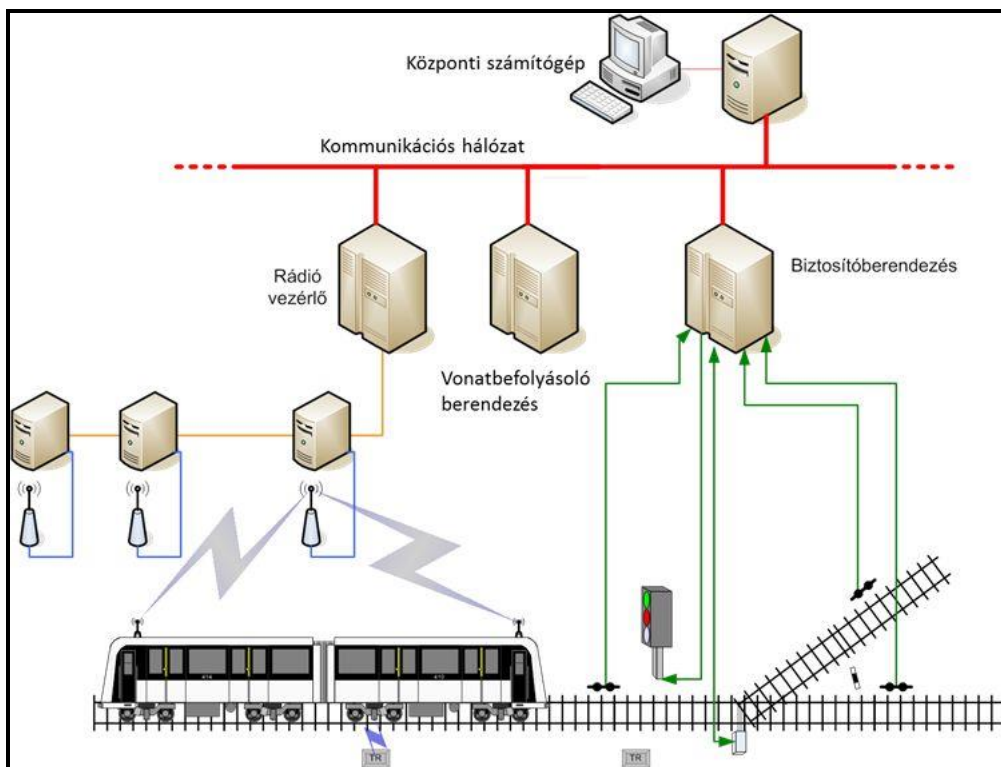 Központi számítógép
Kommunikációs hálózat
Rádió
vezérlő
Vonatbefolyásoló
berendezés
Biztosítóberendezés
TR
TR